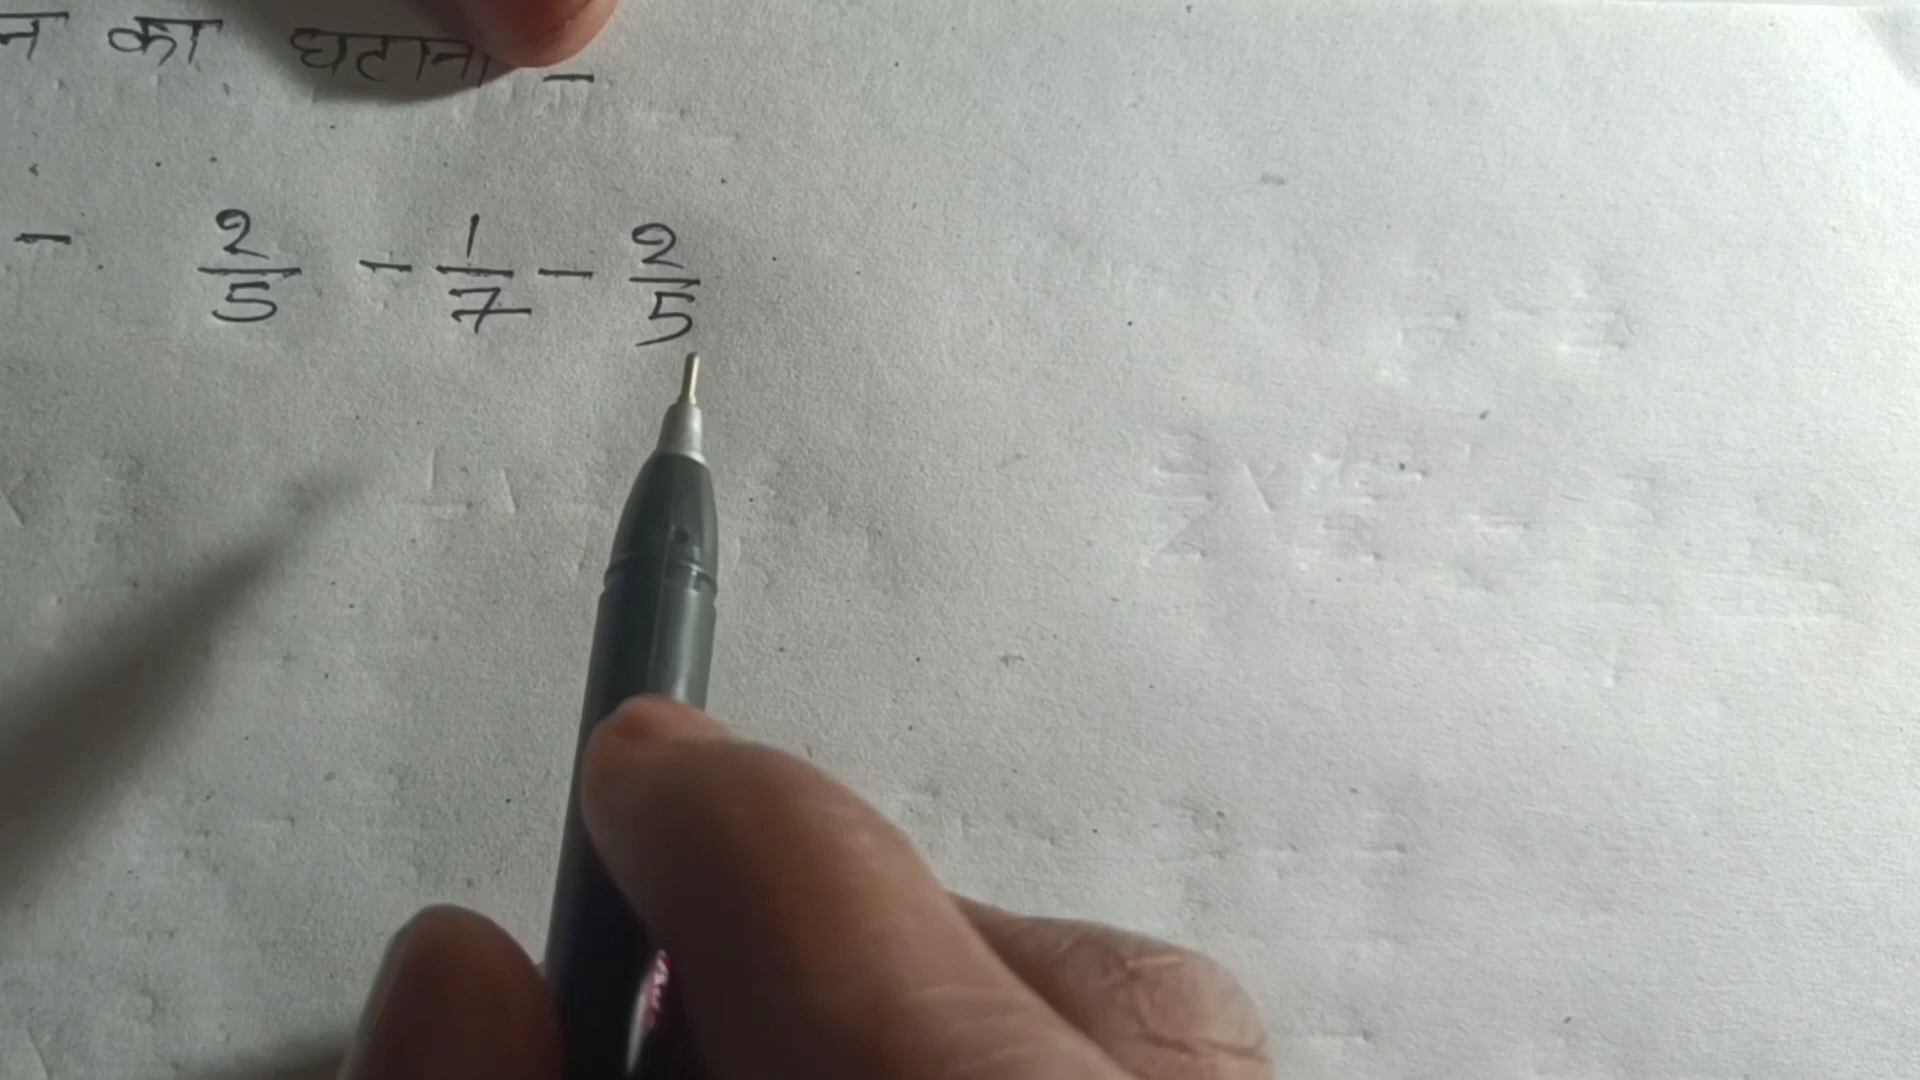 का घटाना -
- 2/5 - 1/7 - 2/5